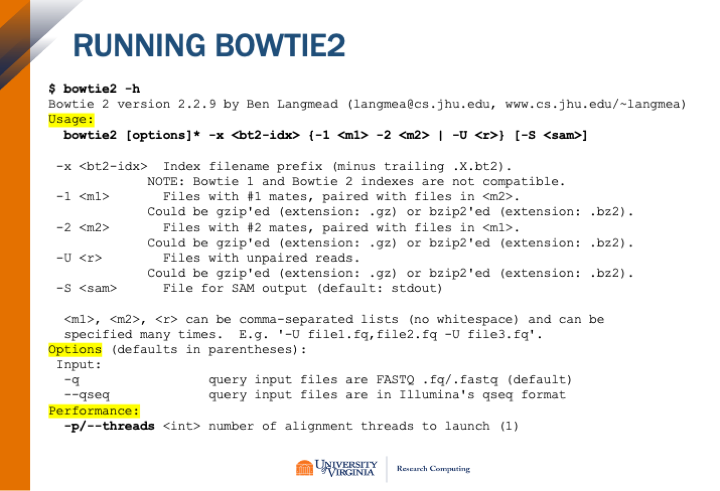 RUNNING BOWTIE2
$ bowtie2 -h
Bowtie 2 version 2.2.9 by Ben Langmead (langmea@cs.jhu.edu, www.cs.jhu.edu/~langmea)
Usage:
bowtie2 [options]* -x <bt2-idx> {-1 <m1> -2 <m2> | -U <r>} [-S <sam>]
-x <bt2-idx> Index filename prefix (minus trailing .X.bt2).
NOTE: Bowtie 1 and Bowtie 2 indexes are not compatible.
-1 <m1> Files with #1 mates, paired with files in <m2>.
Could be gzip'ed (extension: .gz) or bzip2'ed (extension: .bz2).
-2 <m2> Files with #2 mates, paired with files in <m1>.
Could be gzip'ed (extension: .gz) or bzip2'ed (extension: .bz2).
-U <r> Files with unpaired reads.
Could be gzip'ed (extension: .gz) or bzip2'ed (extension: .bz2).
-S <sam> File for SAM output (default: stdout)
<m1>, <m2>, <r> can be comma-separated lists (no whitespace) and can be
specified many times. E.g. '-U file1.fq,file2.fq -U file3.fq'.
Options (defaults in parentheses):
Input:
-q query input files are FASTQ .fq/.fastq (default)
--qseq query input files are in Illumina's qseq format
Performance:
-p/--threads <int> number of alignment threads to launch (1)
UNIVERSITY of VIRGINIA Research Computing